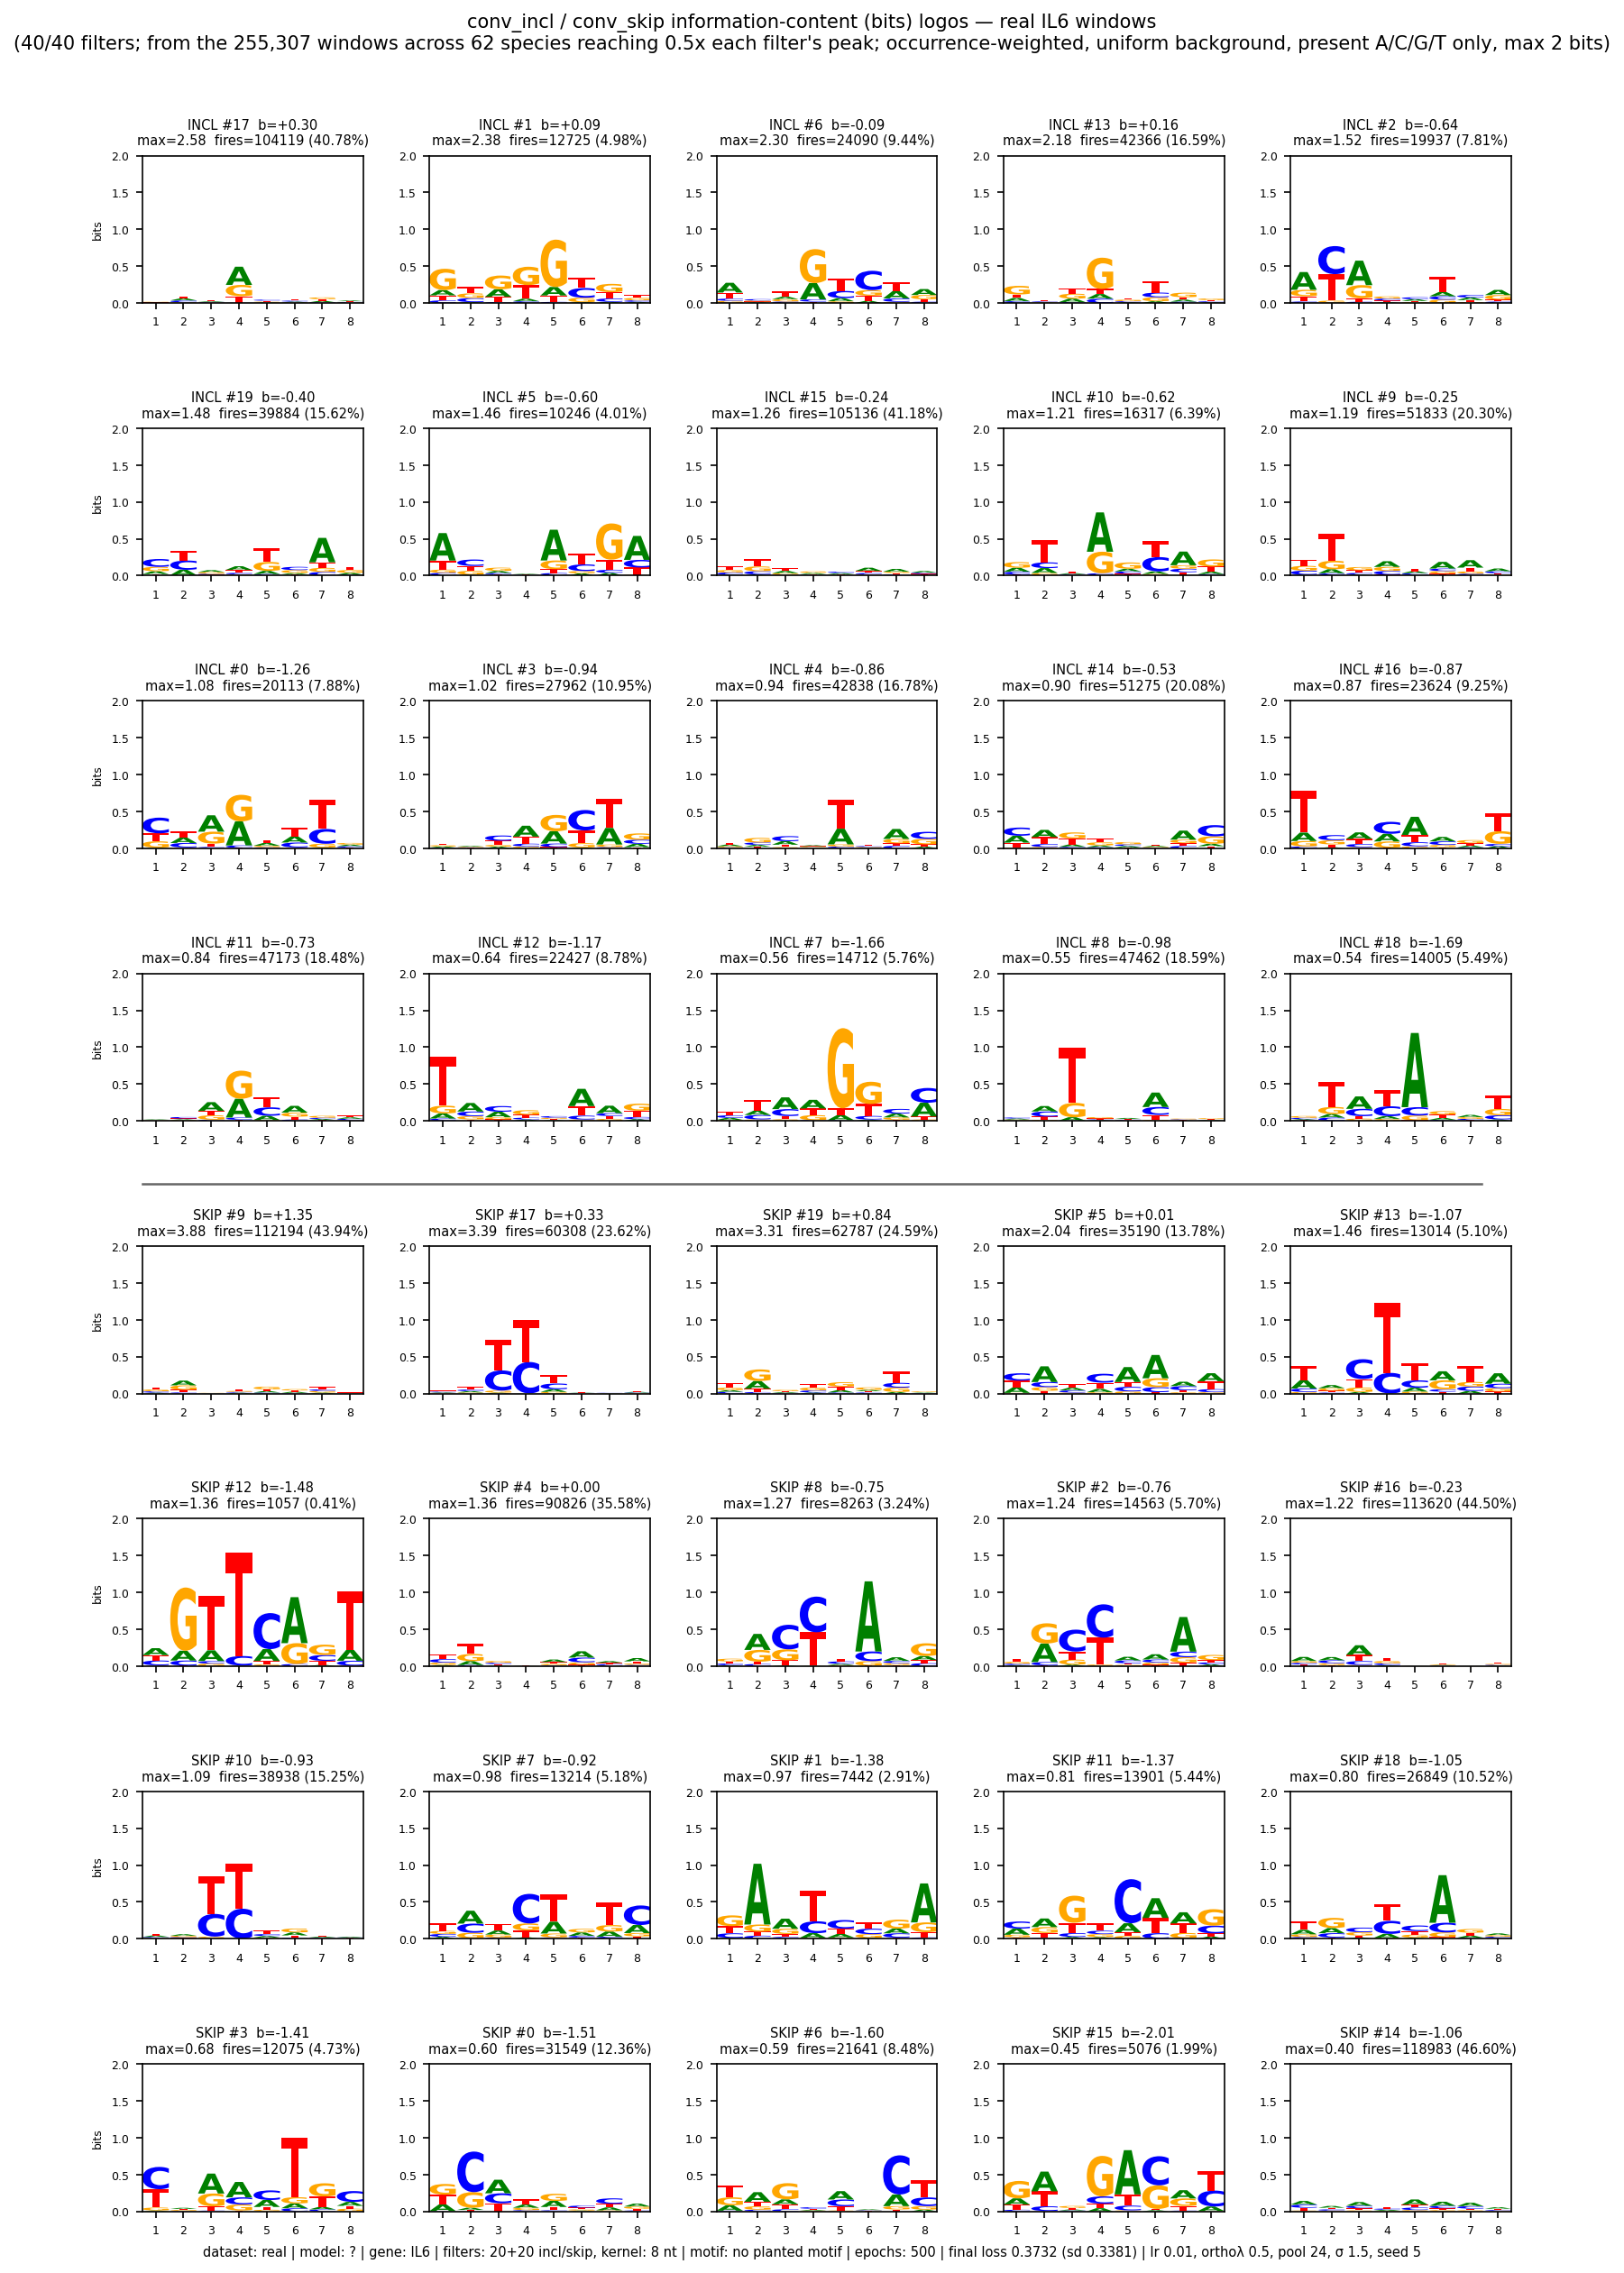 conv_incl / conv_skip information-content (bits) logos — real IL6 windows
(40/40 filters; from the 255,307 windows across 62 species reaching 0.5x each filter's peak; occurrence-weighted, uniform background, present A/C/G/T only, max 2 bits)
INCL #17 b=+0.30
max=2.58 fires=104119 (40.78%)
INCL #1 b=+0.09
max=2.38 fires=12725 (4.98%)
INCL #6 b=-0.09
max=2.30 fires=24090 (9.44%)
INCL #13 b=+0.16
max=2.18 fires=42366 (16.59%)
INCL #2 b=-0.64
max=1.52 fires=19937 (7.81%)
INCL #19 b=-0.40
max=1.48 fires=39884 (15.62%)
INCL #5 b=-0.60
max=1.46 fires=10246 (4.01%)
INCL #15 b=-0.24
max=1.26 fires=105136 (41.18%)
INCL #10 b=-0.62
max=1.21 fires=16317 (6.39%)
INCL #9 b=-0.25
max=1.19 fires=51833 (20.30%)
INCL #0 b=-1.26
max=1.08 fires=20113 (7.88%)
INCL #3 b=-0.94
max=1.02 fires=27962 (10.95%)
INCL #4 b=-0.86
max=0.94 fires=42838 (16.78%)
INCL #14 b=-0.53
max=0.90 fires=51275 (20.08%)
INCL #16 b=-0.87
max=0.87 fires=23624 (9.25%)
INCL #11 b=-0.73
max=0.84 fires=47173 (18.48%)
INCL #12 b=-1.17
max=0.64 fires=22427 (8.78%)
INCL #7 b=-1.66
max=0.56 fires=14712 (5.76%)
INCL #8 b=-0.98
max=0.55 fires=47462 (18.59%)
INCL #18 b=-1.69
max=0.54 fires=14005 (5.49%)
SKIP #9 b=+1.35
max=3.88 fires=112194 (43.94%)
SKIP #17 b=+0.33
max=3.39 fires=60308 (23.62%)
SKIP #19 b=+0.84
max=3.31 fires=62787 (24.59%)
SKIP #5 b=+0.01
max=2.04 fires=35190 (13.78%)
SKIP #13 b=-1.07
max=1.46 fires=13014 (5.10%)
SKIP #12 b=-1.48
max=1.36 fires=1057 (0.41%)
SKIP #4 b=+0.00
max=1.36 fires=90826 (35.58%)
SKIP #8 b=-0.75
max=1.27 fires=8263 (3.24%)
SKIP #2 b=-0.76
max=1.24 fires=14563 (5.70%)
SKIP #16 b=-0.23
max=1.22 fires=113620 (44.50%)
SKIP #10 b=-0.93
max=1.09 fires=38938 (15.25%)
SKIP #7 b=-0.92
max=0.98 fires=13214 (5.18%)
SKIP #1 b=-1.38
max=0.97 fires=7442 (2.91%)
SKIP #11 b=-1.37
max=0.81 fires=13901 (5.44%)
SKIP #18 b=-1.05
max=0.80 fires=26849 (10.52%)
SKIP #3 b=-1.41
max=0.68 fires=12075 (4.73%)
SKIP #0 b=-1.51
max=0.60 fires=31549 (12.36%)
SKIP #6 b=-1.60
max=0.59 fires=21641 (8.48%)
SKIP #15 b=-2.01
max=0.45 fires=5076 (1.99%)
SKIP #14 b=-1.06
max=0.40 fires=118983 (46.60%)
dataset: real | model: ? | gene: IL6 | filters: 20+20 incl/skip, kernel: 8 nt | motif: no planted motif | epochs: 500 | final loss 0.3732 (sd 0.3381) | lr 0.01, orthoλ 0.5, pool 24, σ 1.5, seed 5